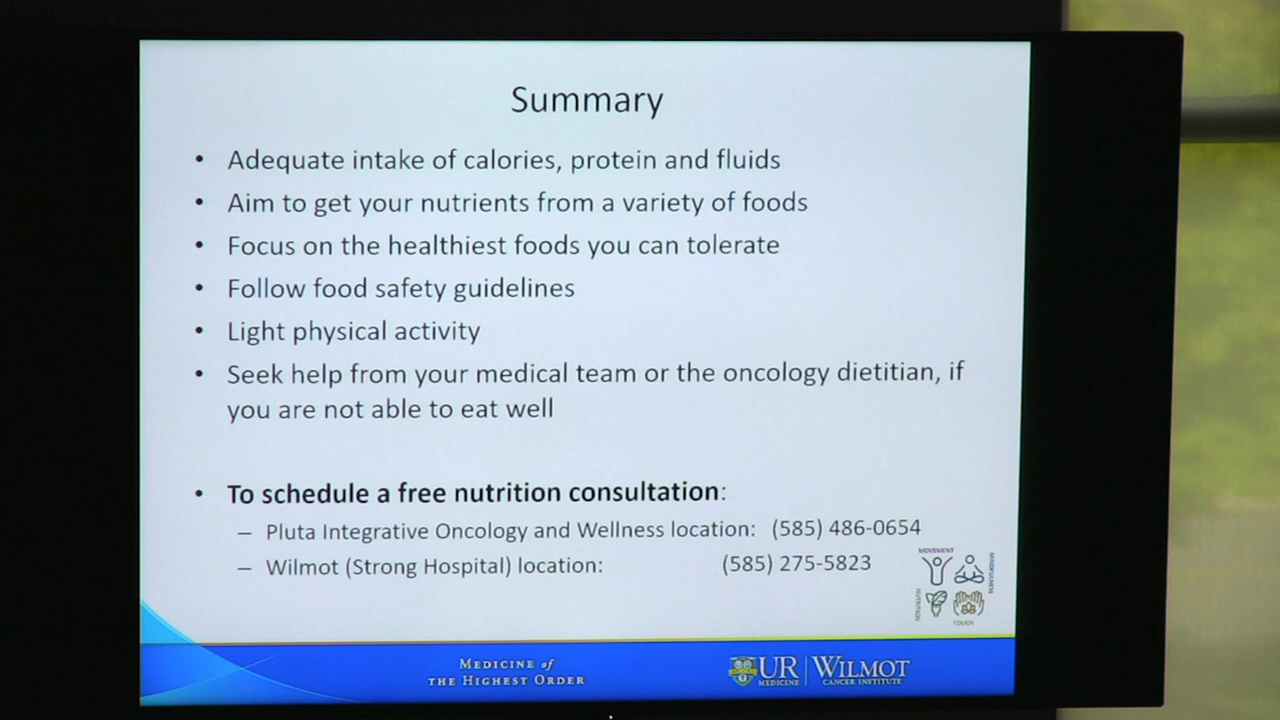 Summary
• Adequate intake of calories, protein and fluids
• Aim to get your nutrients from a variety of foods
• Focus on the healthiest foods you can tolerate
• Follow food safety guidelines
• Light physical activity
• Seek help from your medical team or the oncology dietitian, if
you are not able to eat well
• To schedule a free nutrition consultation:
– Pluta Integrative Oncology and Wellness location: (585) 486-0654
– Wilmot (Strong Hospital) location: (585) 275-5823
MOVEMENT
MINDFULNESS
NUTRITION
TOUCH
MEDICINE of
THE HIGHEST ORDER
UR
MEDICINE
WILMOT
CANCER INSTITUTE